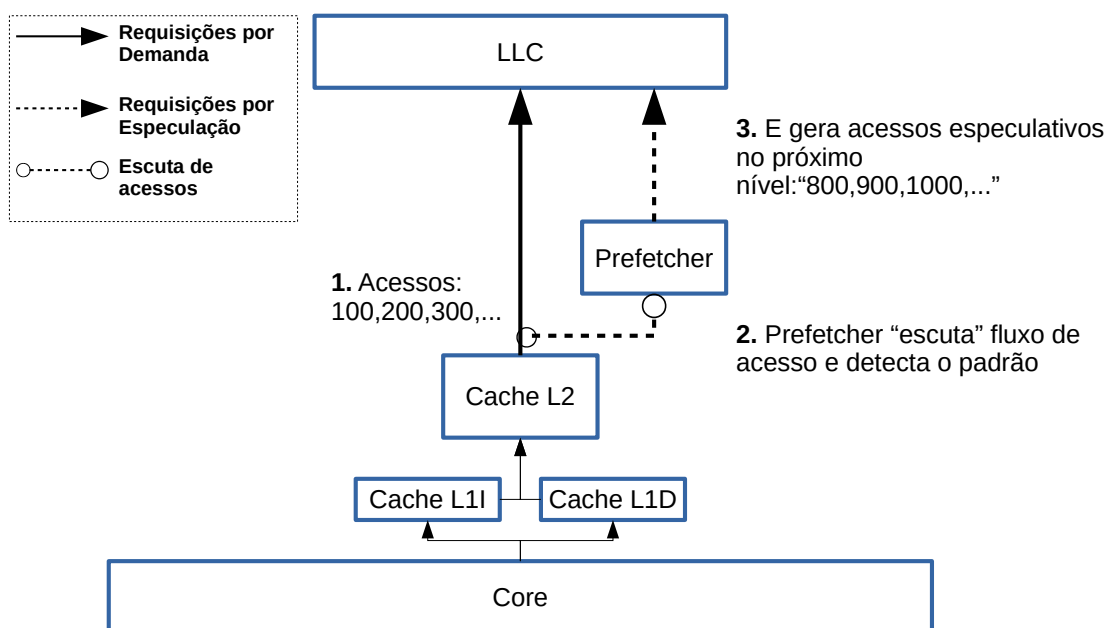 Requisições por
Demanda
Requisições por
Especulação
Escuta de
acessos
LLC
3. E gera acessos especulativos
no próximo
nível:“800,900,1000,...”
Prefetcher
1. Acessos:
100,200,300,...
2. Prefetcher “escuta” fluxo de
acesso e detecta o padrão
Cache L2
Cache L1I
Cache L1D
Core